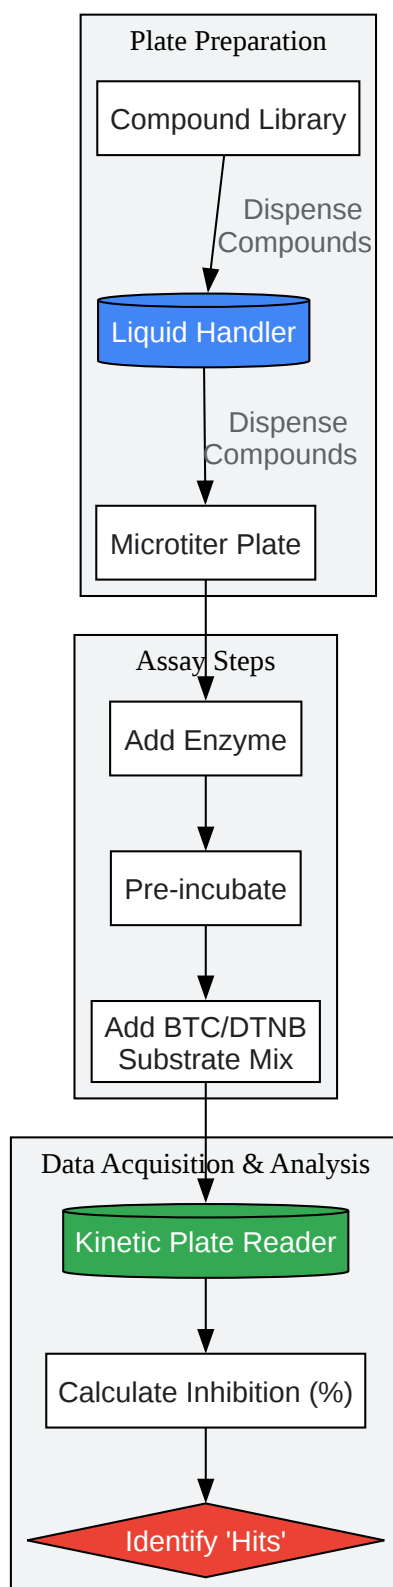 Plate Preparation
Compound Library
Dispense
Compounds
Liquid Handler
Dispense
Compounds
Microtiter Plate
Assay Steps
Add Enzyme
Pre-incubate
Add BTC/DTNB
Substrate Mix
Data Acquisition & Analysis
Kinetic Plate Reader
Calculate Inhibition (%)
Identify 'Hits'